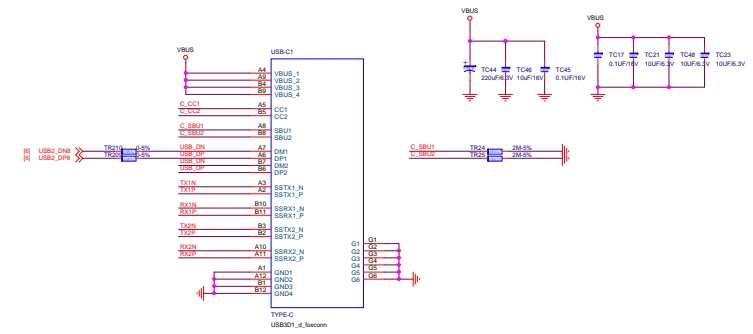 VBUS
USB-C1
VBUS
VBUS
TC44
220uF/6.3V
TC46
10uF/16V
TC45
0.1UF/16V
TC17
0.1UF/16V
TC21
10UF/6.3V
TC48
10UF/6.3V
TC23
10UF/6.3V
A4 VBUS_1
A9 VBUS_2
B4 VBUS_3
B9 VBUS_4
C_CC1 A5 CC1
C_CC2 B5 CC2
C_SBU1 A8 SBU1
C_SBU2 B8 SBU2
[6] USB2_DN6 TR210 0-5% USB_DN A7 DM1
[6] USB2_DP6 TR209 0-5% USB_DP A6 DP1
USB_DN B7 DM2
USB_DP B6 DP2
C_SBU1 TR24 2M-5%
C_SBU2 TR25 2M-5%
TX1N A3 SSTX1_N
TX1P A2 SSTX1_P
RX1N B10 SSRX1_N
RX1P B11 SSRX1_P
TX2N B3 SSTX2_N
TX2P B2 SSTX2_P
RX2N A10 SSRX2_N
RX2P A11 SSRX2_P
A1 GND1
A12 GND2
B1 GND3
B12 GND4
G1 G1
G2 G2
G3 G3
G4 G4
G5 G5
G6 G6
TYPE-C
USB3D1_d_foxconn